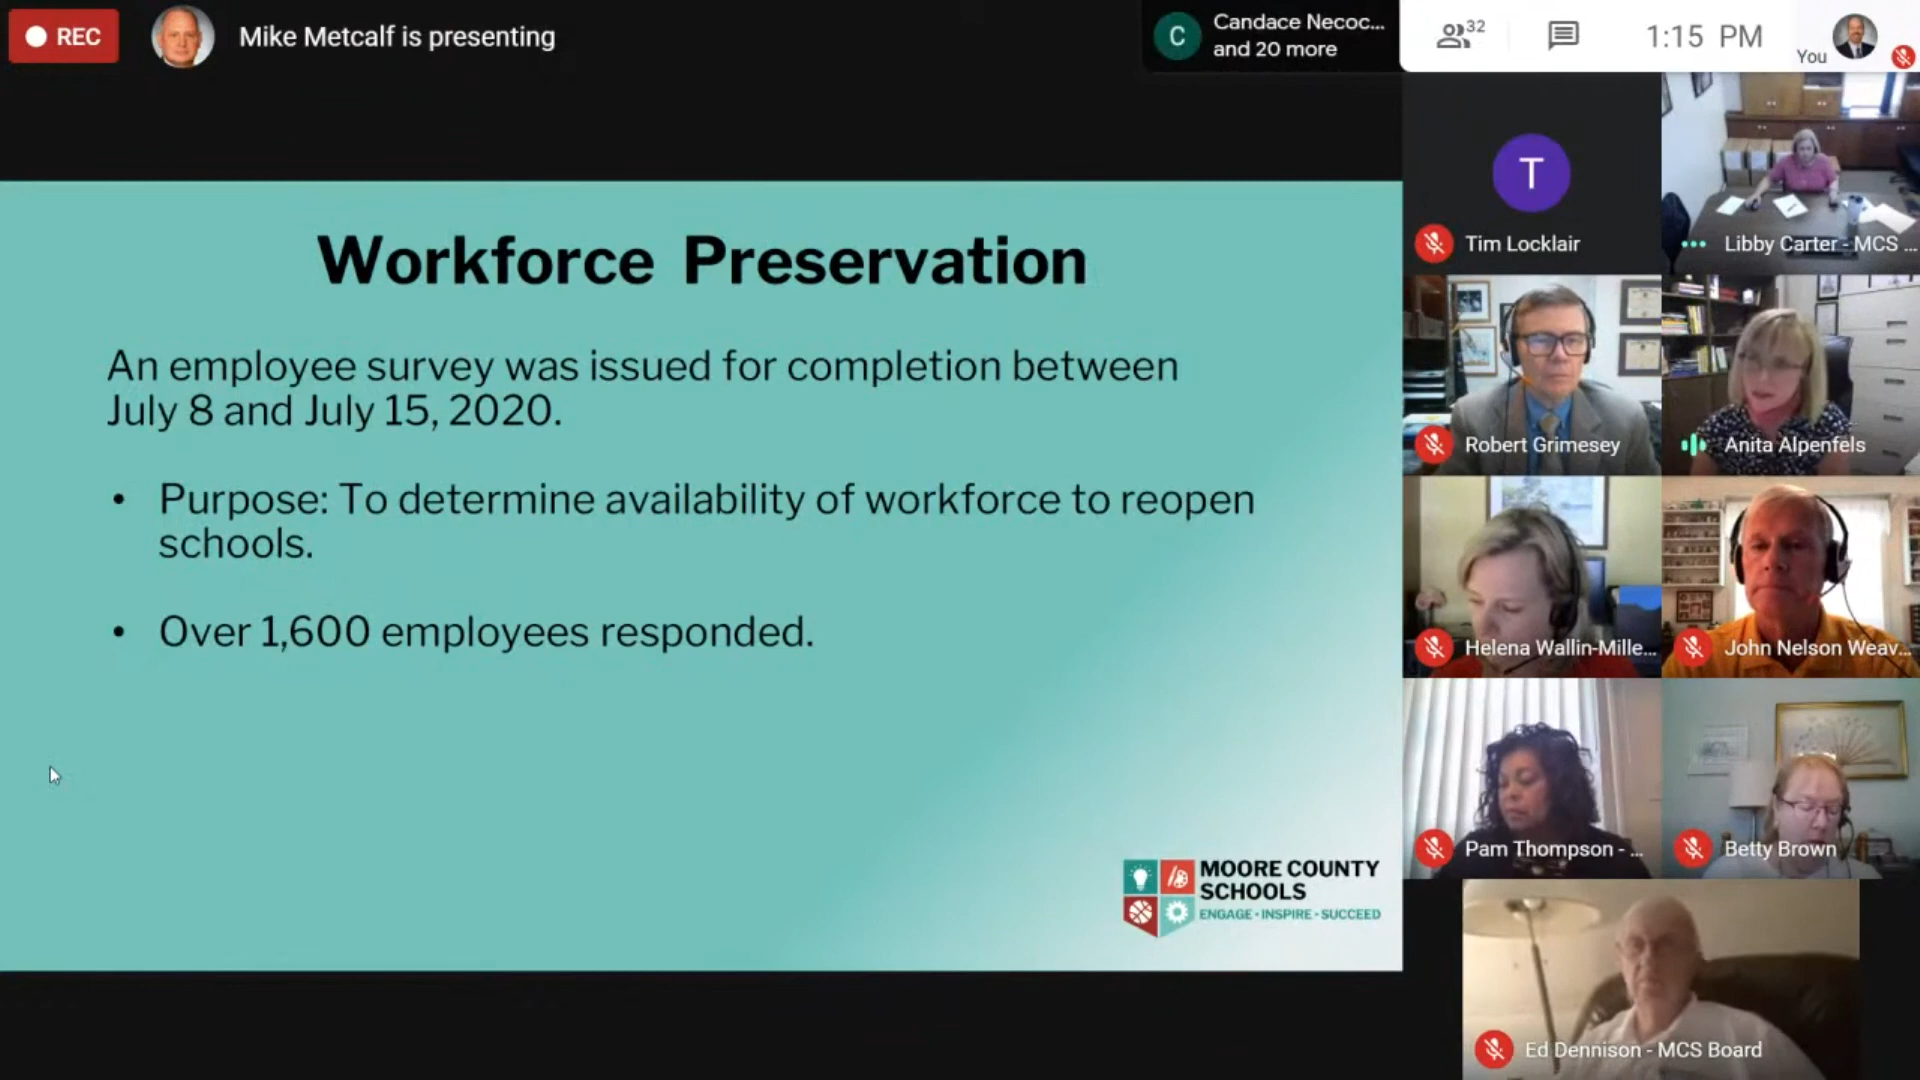 REC
Mike Metcalf is presenting
C
Candace Necoc...
and 20 more
32
1:15 PM
You
Workforce Preservation
An employee survey was issued for completion between
July 8 and July 15, 2020.
• Purpose: To determine availability of workforce to reopen
schools.
• Over 1,600 employees responded.
MOORE COUNTY
SCHOOLS
ENGAGE • INSPIRE • SUCCEED
T
Tim Locklair
Libby Carter - MCS ...
Robert Grimesey
Anita Alpenfels
Helena Wallin-Mille...
John Nelson Weav...
Pam Thompson - ...
Betty Brown
Ed Dennison - MCS Board